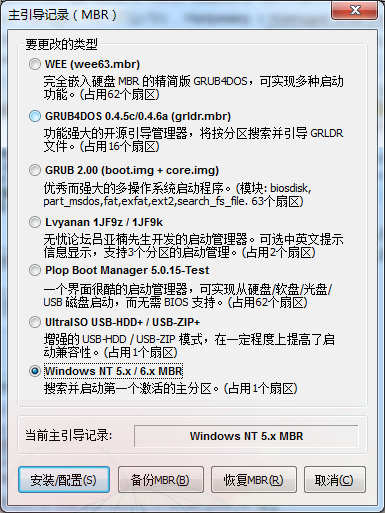 主引导记录（MBR）
要更改的类型
WEE (wee63.mbr)
完全嵌入硬盘 MBR 的精简版 GRUB4DOS，可实现多种启动
功能。(占用62个扇区)
GRUB4DOS 0.4.5c/0.4.6a (grldr.mbr)
功能强大的开源引导管理器，将按分区搜索并引导 GRLDR
文件。(占用16个扇区)
GRUB 2.00 (boot.img + core.img)
优秀而强大的多操作系统启动程序。(模块: biosdisk,
part_msdos,fat,exfat,ext2,search_fs_file. 63个扇区)
Lvyanan 1JF9z / 1JF9k
无忧论坛吕亚楠先生开发的启动管理器。可选中英文提示
信息显示，支持3个分区的启动管理。(占用2个扇区)
Plop Boot Manager 5.0.15-Test
一个界面很酷的启动管理器，可实现从硬盘/软盘/光盘/
USB 磁盘启动，而无需 BIOS 支持。(占用62个扇区)
UltraISO USB-HDD+ / USB-ZIP+
增强的 USB-HDD / USB-ZIP 模式，在一定程度上提高了启
动兼容性。(占用1个扇区)
Windows NT 5.x / 6.x MBR
搜索并启动第一个激活的主分区。(占用1个扇区)
当前主引导记录: Windows NT 5.x MBR
安装/配置(S) 备份MBR(B) 恢复MBR(R) 取消(C)